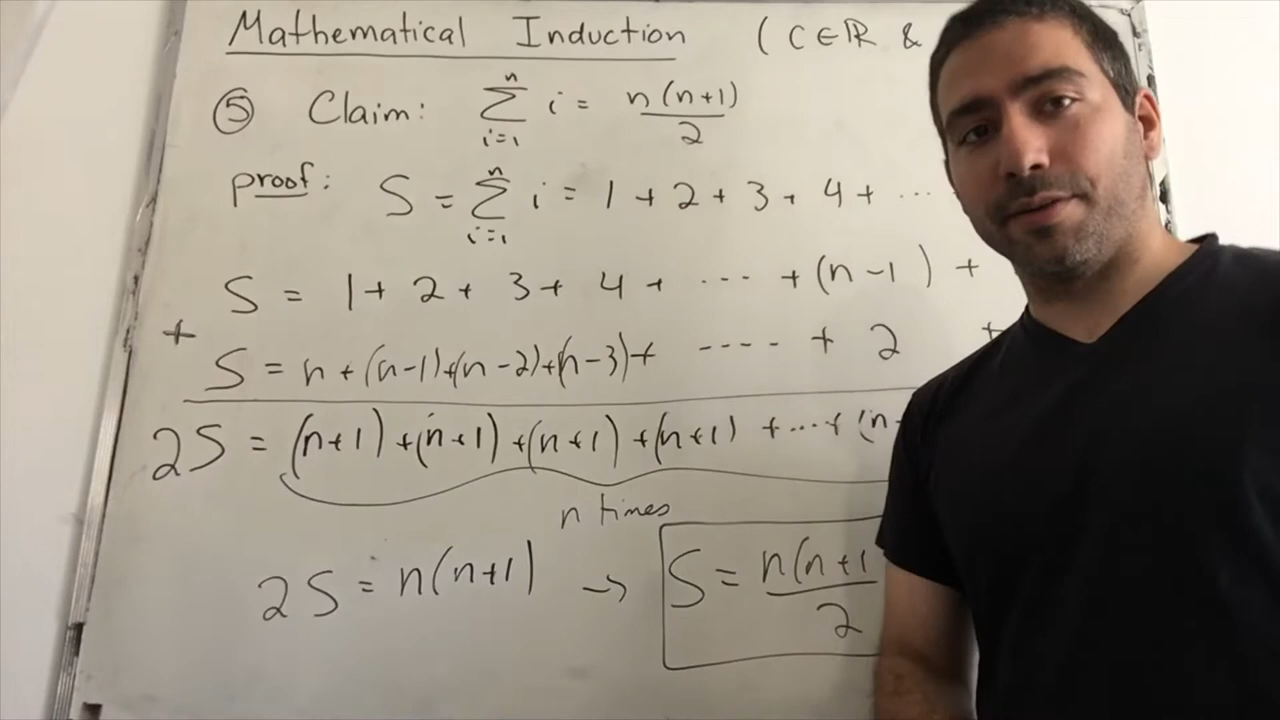 Mathematical Induction ( C∈ℝ &
⑤ Claim: n Σ i=1 i = n(n+1) / 2
proof: S = n Σ i=1 i = 1 + 2 + 3 + 4 + ...
S = 1 + 2 + 3 + 4 + ... + (n-1) +
+ S = n + (n-1) + (n-2) + (n-3) + .... + 2 +
2S = (n+1) + (n+1) + (n+1) + (n+1) + ... + (n
n times
2S = n(n+1) → S = n(n+1 / 2